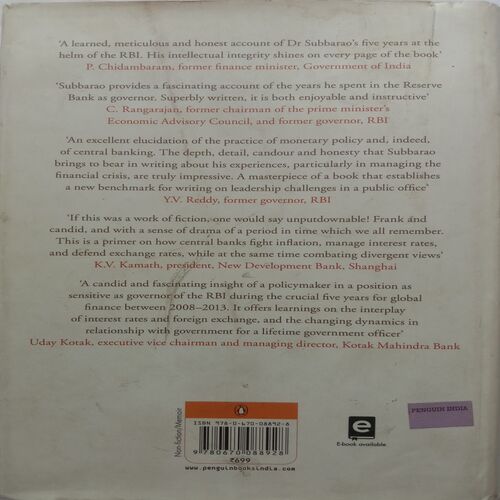 'A learned, meticulous and honest account of Dr Subbarao's five years at
the helm of the RBI. His intellectual integrity shines on every page of the book'
P. Chidambaram, former finance minister, Government of India
'Subbarao provides a fascinating account of the years he spent in the Reserve
Bank as governor. Superbly written, it is both enjoyable and instructive'
C. Rangarajan, former chairman of the prime minister's
Economic Advisory Council, and former governor, RBI
'An excellent elucidation of the practice of monetary policy and, indeed,
of central banking. The depth, detail, candour and honesty that Subbarao
brings to bear in writing about his experiences, particularly in managing the
financial crisis, are truly impressive. A masterpiece of a book that establishes
a new benchmark for writing on leadership challenges in a public office'
Y.V. Reddy, former governor, RBI
'If this was a work of fiction, one would say unputdownable! Frank and
candid, and with a sense of drama of a period in time which we all remember.
This is a primer on how central banks fight inflation, manage interest rates,
and defend exchange rates, while at the same time combating divergent views'
K.V. Kamath, president, New Development Bank, Shanghai
'A candid and fascinating insight of a policymaker in a position as
sensitive as governor of the RBI during the crucial five years for global
finance between 2008–2013. It offers learnings on the interplay
of interest rates and foreign exchange, and the changing dynamics in
relationship with government for a lifetime government officer'
Uday Kotak, executive vice chairman and managing director, Kotak Mahindra Bank
Non-fiction/Memoir
ISBN 978-0-670-08892-8
9 780670 088928
₹699
www.penguinbooksindia.com
e
E-book available
PENGUIN INDIA